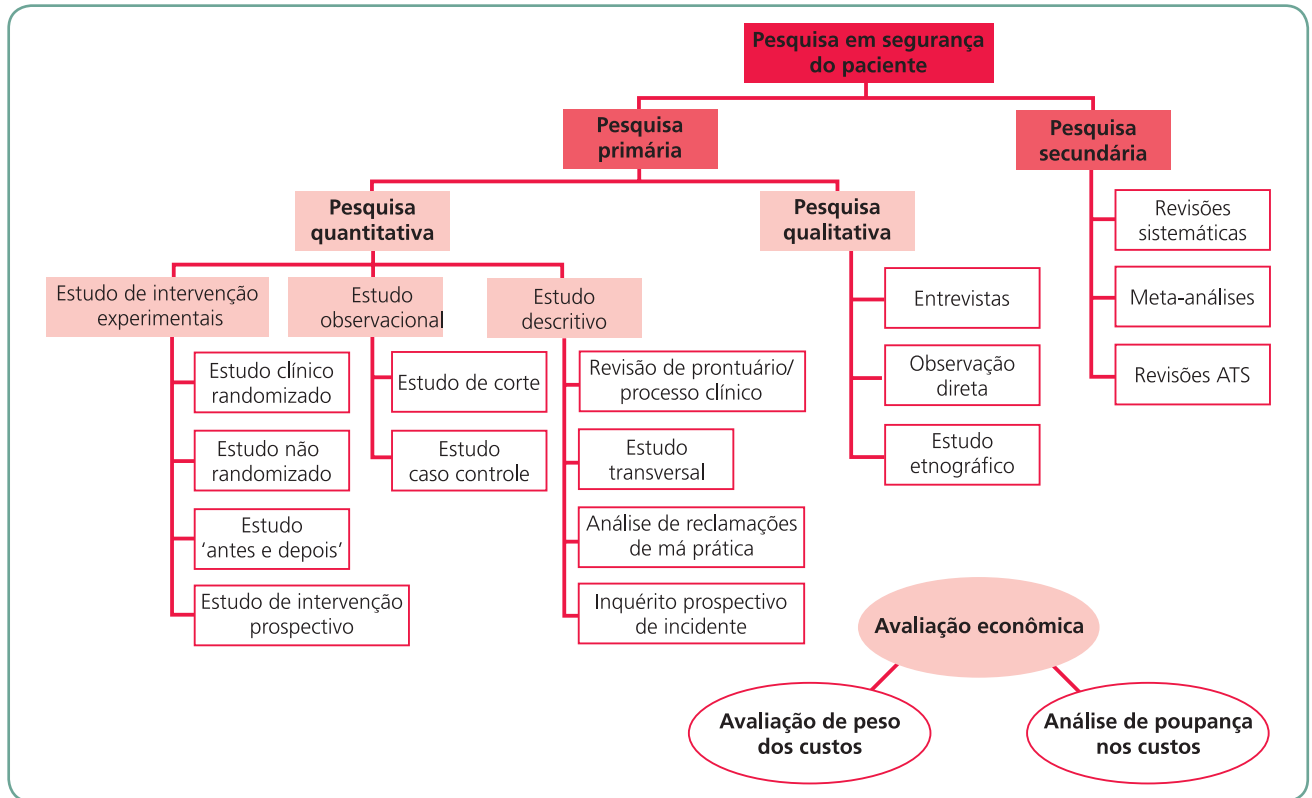 Pesquisa em segurança
do paciente
Pesquisa
primária
Pesquisa
secundária
Pesquisa
quantitativa
Pesquisa
qualitativa
Revisões
sistemáticas
Meta-análises
Revisões ATS
Estudo de intervenção
experimentais
Estudo
observacional
Estudo
descritivo
Entrevistas
Observação
direta
Estudo
etnográfico
Estudo clínico
randomizado
Estudo não
randomizado
Estudo
'antes e depois'
Estudo de intervenção
prospectivo
Estudo de corte
Estudo
caso controle
Revisão de prontuário/
processo clínico
Estudo
transversal
Análise de reclamações
de má prática
Inquérito prospectivo
de incidente
Avaliação econômica
Avaliação de peso
dos custos
Análise de poupança
nos custos